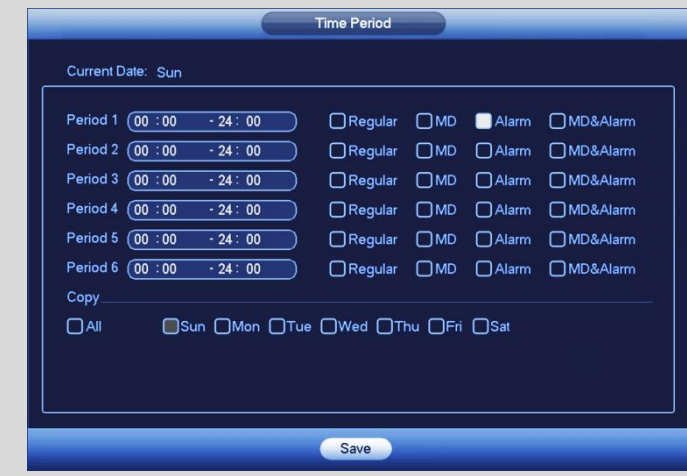 Time Period
Current Date: Sun
Period 1 00 :00 - 24 : 00 Regular MD Alarm MD&Alarm
Period 2 00 :00 - 24 : 00 Regular MD Alarm MD&Alarm
Period 3 00 :00 - 24 : 00 Regular MD Alarm MD&Alarm
Period 4 00 :00 - 24 : 00 Regular MD Alarm MD&Alarm
Period 5 00 :00 - 24 : 00 Regular MD Alarm MD&Alarm
Period 6 00 :00 - 24 : 00 Regular MD Alarm MD&Alarm
Copy
All Sun Mon Tue Wed Thu Fri Sat
Save